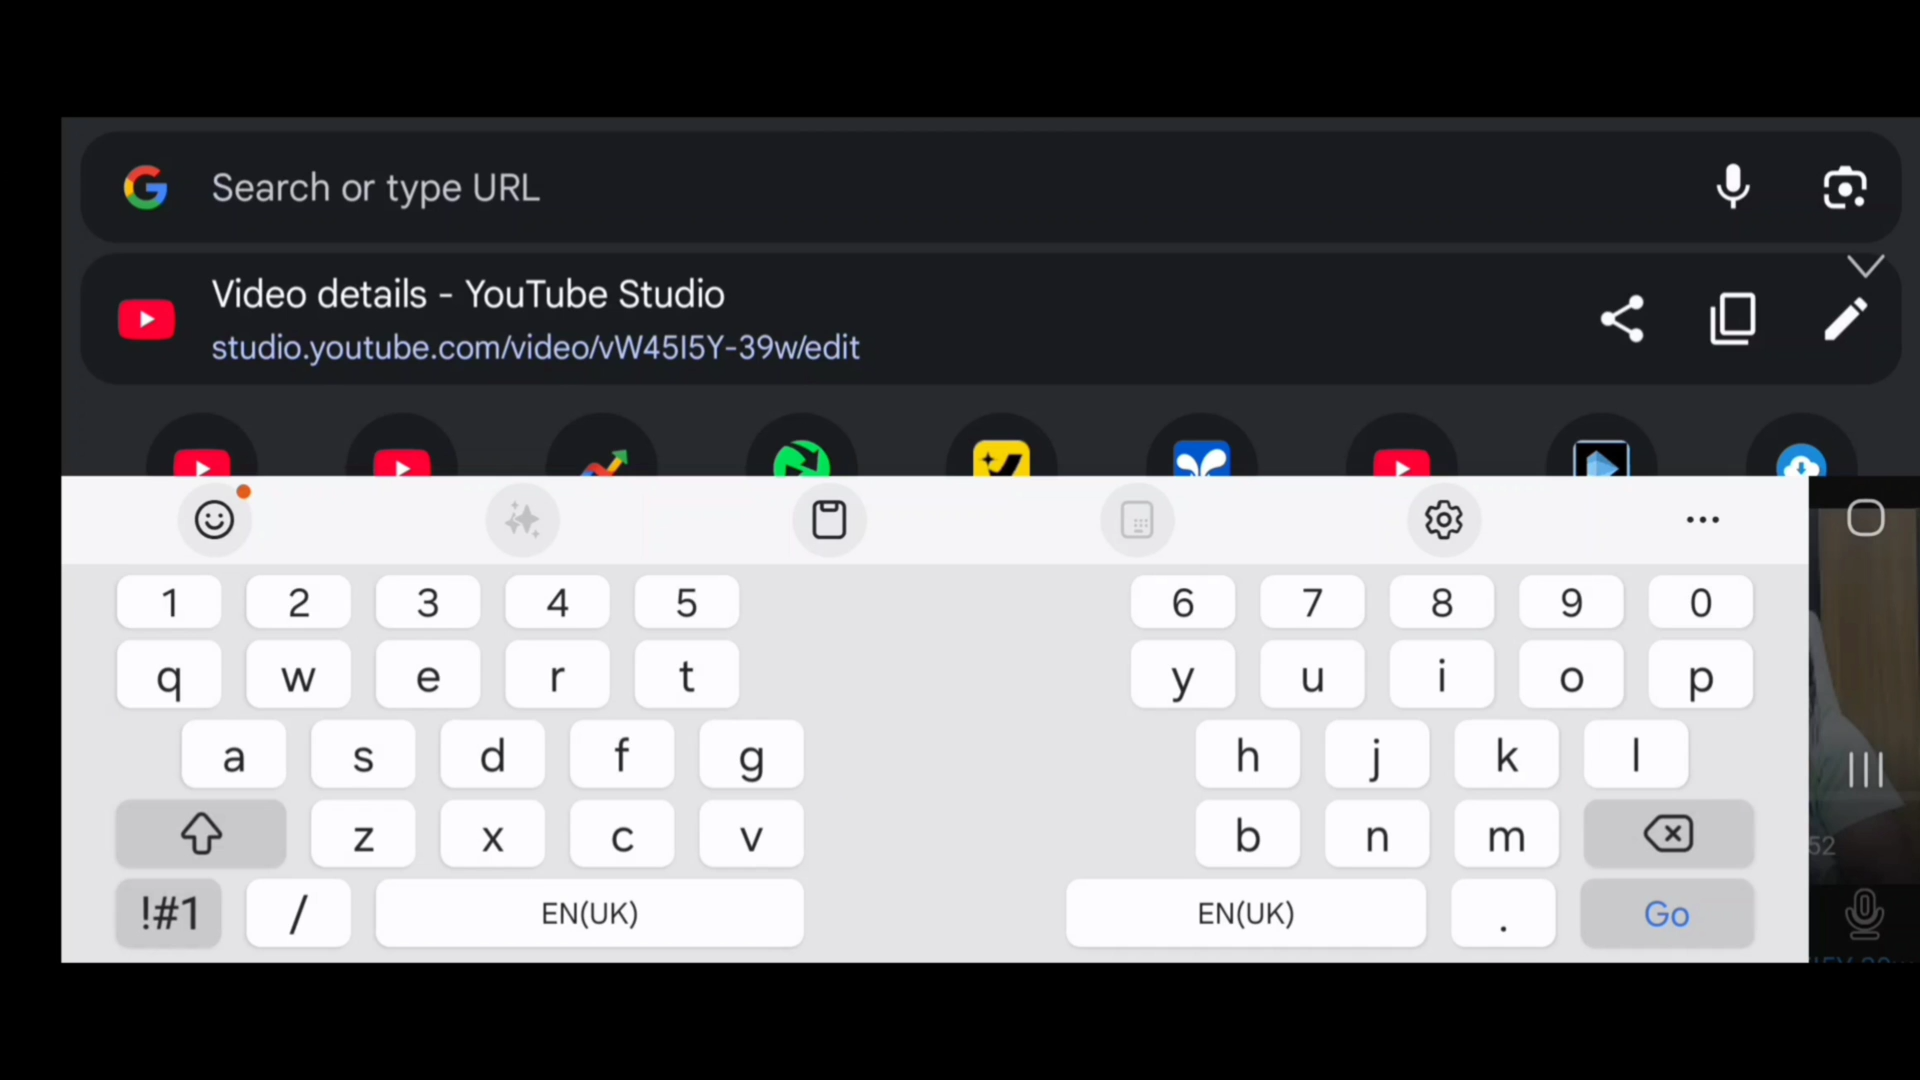 Search or type URL
Video details - YouTube Studio
studio.youtube.com/video/vW45I5Y-39w/edit
1 2 3 4 5 6 7 8 9 0
q w e r t y u i o p
a s d f g h j k l
z x c v b n m
52
!#1 / EN(UK) EN(UK) . Go